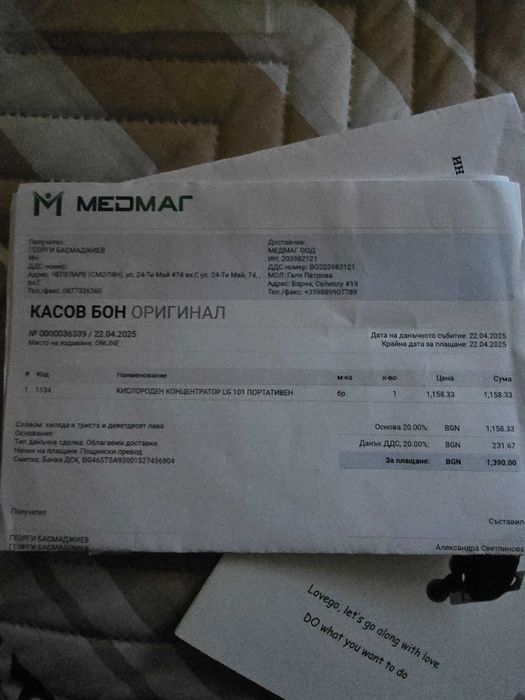 ИН
МЕДМАГ
Получател:
ГЕОРГИ БАСМАДЖИЕВ
ИН
ДДС номер:
Адрес: ЧЕПЕЛАРЕ (СМОЛЯН), ул. 24-Ти Май #74 вх.Г, ул. 24-Ти Май, 74,
вх.Г
Тел./факс: 0877336360
Доставчик:
МЕДМАГ ООД
ИН: 203982121
ДДС номер: BG203982121
МОЛ: Галя Петрова
Адрес: Варна, Селиолу #19
Тел./факс: +359889907789
КАСОВ БОН ОРИГИНАЛ
№ 0000036339 / 22.04.2025
Място на издаване: ONLINE
Дата на данъчното събитие: 22.04.2025
Крайна дата за плащане: 22.04.2025
# Код Наименование м-ка к-во Цена Сума
1 1134 КИСЛОРОДЕН КОНЦЕНТРАТОР LG 101 ПОРТАТИВЕН бр. 1 1,158.33 1,158.33
Словом: хиляда и триста и деветдесет лева
Основание:
Тип данъчна сделка: Облагаеми доставки
Начин на плащане: Пощенски превод
Сметка: Банка ДСК, BG46STSA93001527456904
Основа 20.00%: BGN 1,158.33
Данък ДДС, 20.00%: BGN 231.67
За плащане: BGN 1,390.00
Получател
Съставил
ГЕОРГИ БАСМАДЖИЕВ
ГЕОРГИ БАСМАДЖИЕВ
Александра Светлинова
Lovego, let's go along with love
DO what you want to do